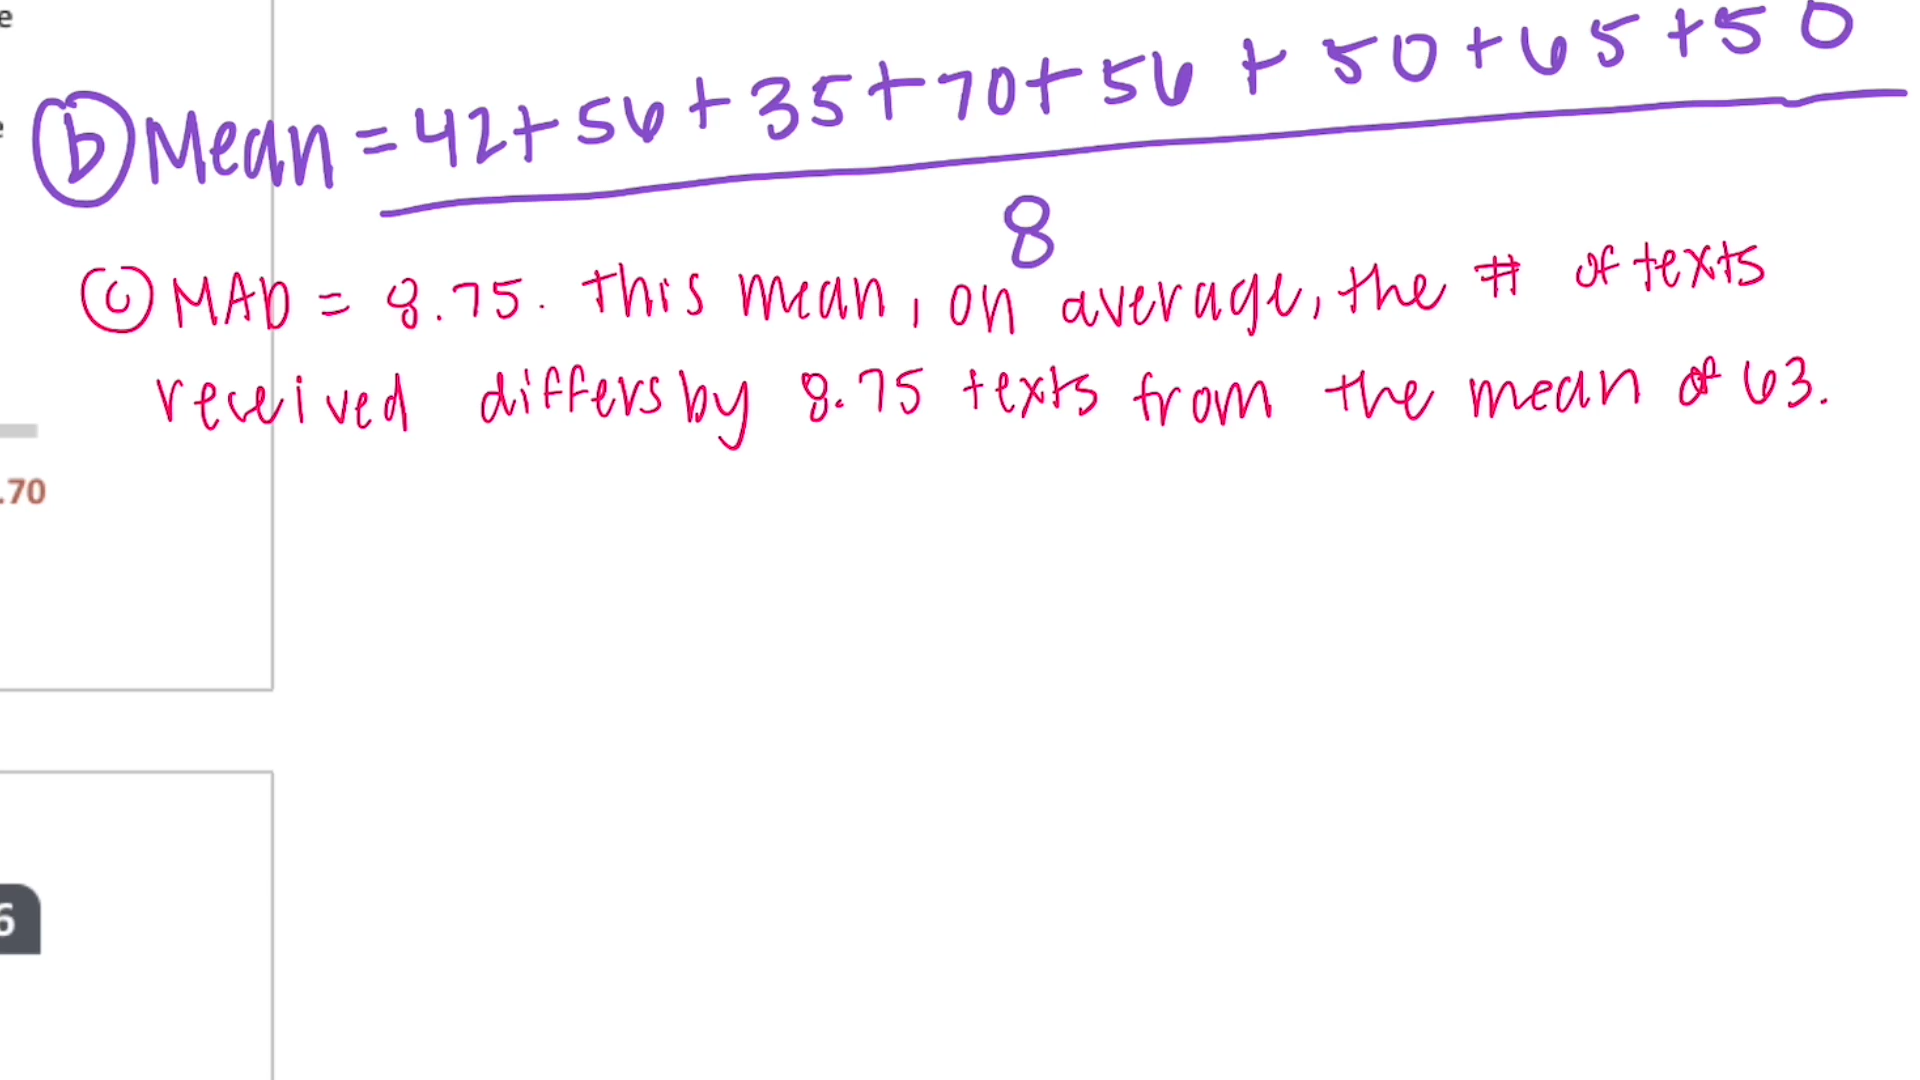 e
e
ⓑ Mean = 42+56+35+70+56+50+65+50
8
ⓒ MAD = 8.75. This mean, on average, the # of texts
received differs by 8.75 texts from the mean of 63.
.70
6